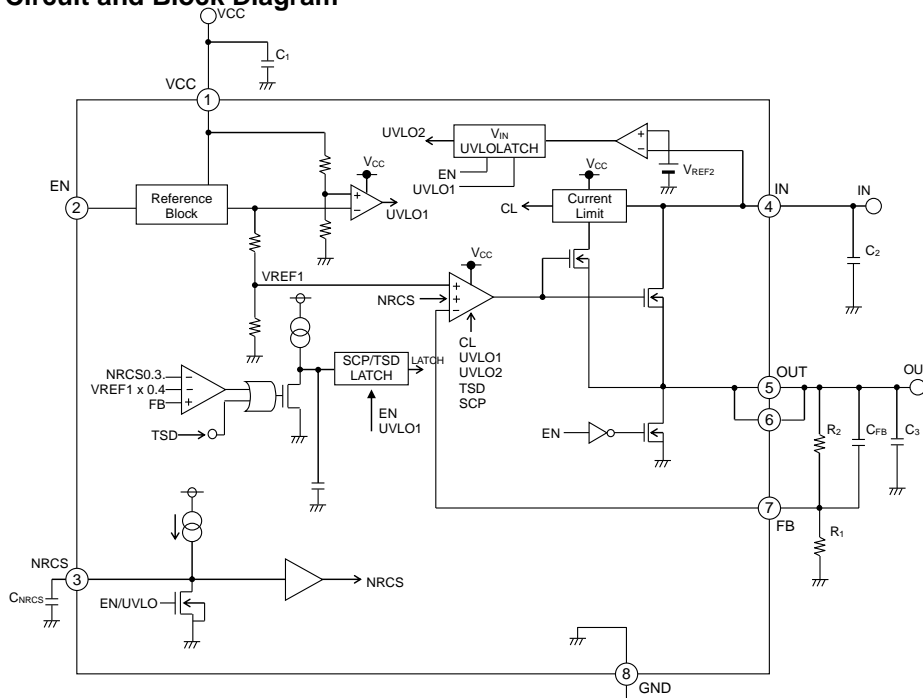 Circuit and Block Diagram
VCC
C1
VCC
1
UVLO2
VIN
UVLOLATCH
EN
UVLO1
VREF2
VCC
EN
2
Reference
Block
UVLO1
VCC
CL
Current
Limit
IN
4
IN
C2
VREF1
VCC
NRCS
CL
UVLO1
UVLO2
TSD
SCP
NRCS0.3.
VREF1 x 0.4
FB
TSD
SCP/TSD
LATCH
LATCH
EN
UVLO1
OUT
5
6
OU
R2
CFB
C3
EN
7
FB
R1
NRCS
3
CNRCS
EN/UVLO
NRCS
8
GND